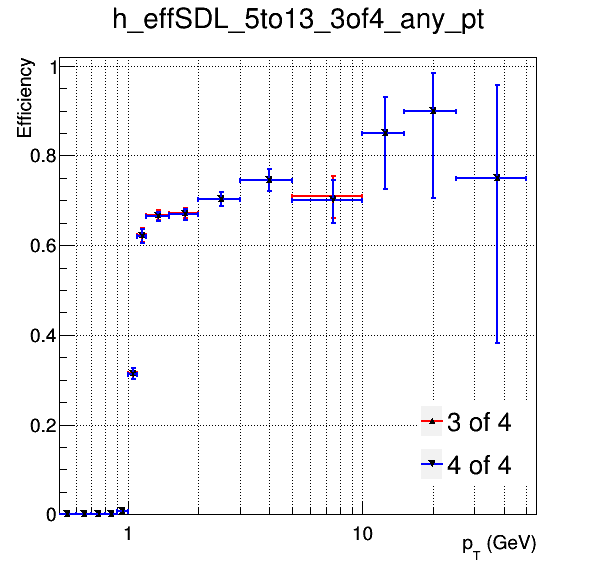 h_effSDL_5to13_3of4_any_pt
Efficiency
1
0.8
0.6
0.4
0.2
0
3 of 4
4 of 4
1
10
p_T (GeV)